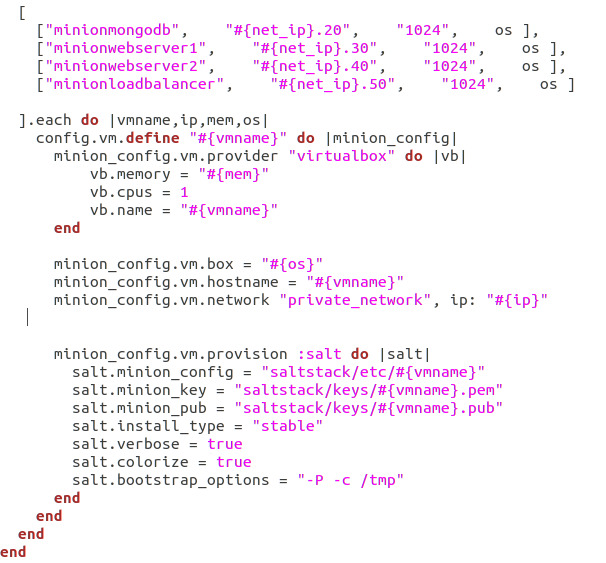 [
["minionmongodb",    "#{net_ip}.20",    "1024",    os ],
["minionwebserver1",    "#{net_ip}.30",    "1024",    os ],
["minionwebserver2",    "#{net_ip}.40",    "1024",    os ],
["minionloadbalancer",    "#{net_ip}.50",    "1024",    os ]
].each do |vmname,ip,mem,os|
config.vm.define "#{vmname}" do |minion_config|
minion_config.vm.provider "virtualbox" do |vb|
vb.memory = "#{mem}"
vb.cpus = 1
vb.name = "#{vmname}"
end
minion_config.vm.box = "#{os}"
minion_config.vm.hostname = "#{vmname}"
minion_config.vm.network "private_network", ip: "#{ip}"
minion_config.vm.provision :salt do |salt|
salt.minion_config = "saltstack/etc/#{vmname}"
salt.minion_key = "saltstack/keys/#{vmname}.pem"
salt.minion_pub = "saltstack/keys/#{vmname}.pub"
salt.install_type = "stable"
salt.verbose = true
salt.colorize = true
salt.bootstrap_options = "-P -c /tmp"
end
end
end
end